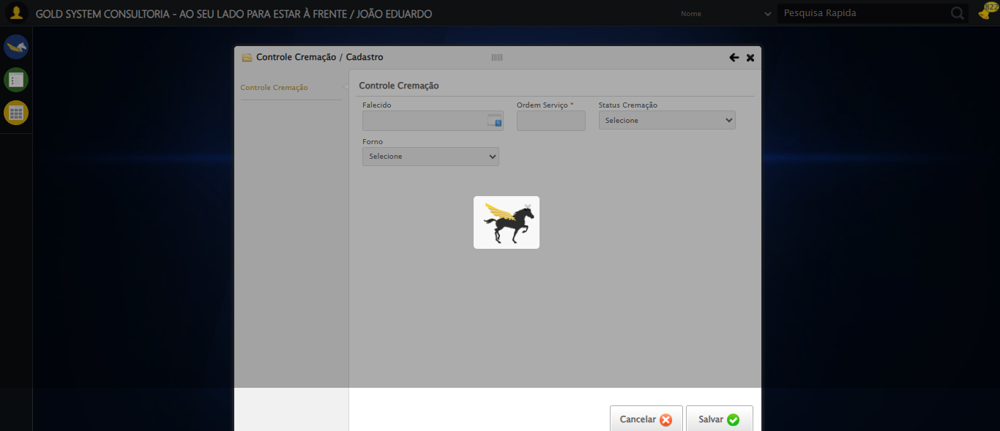 GOLD SYSTEM CONSULTORIA - AO SEU LADO PARA ESTAR À FRENTE / JOÃO EDUARDO
Nome
Pesquisa Rapida
822
Controle Cremação / Cadastro
Controle Cremação
Controle Cremação
Falecido
Ordem Serviço *
Status Cremação
Selecione
Forno
Selecione
Cancelar
Salvar